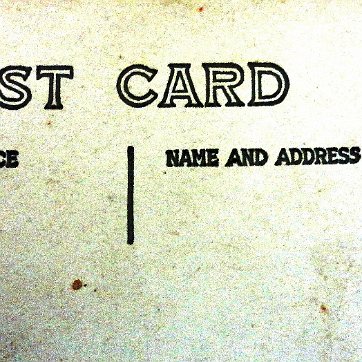 ST CARD
CE NAME AND ADDRESS